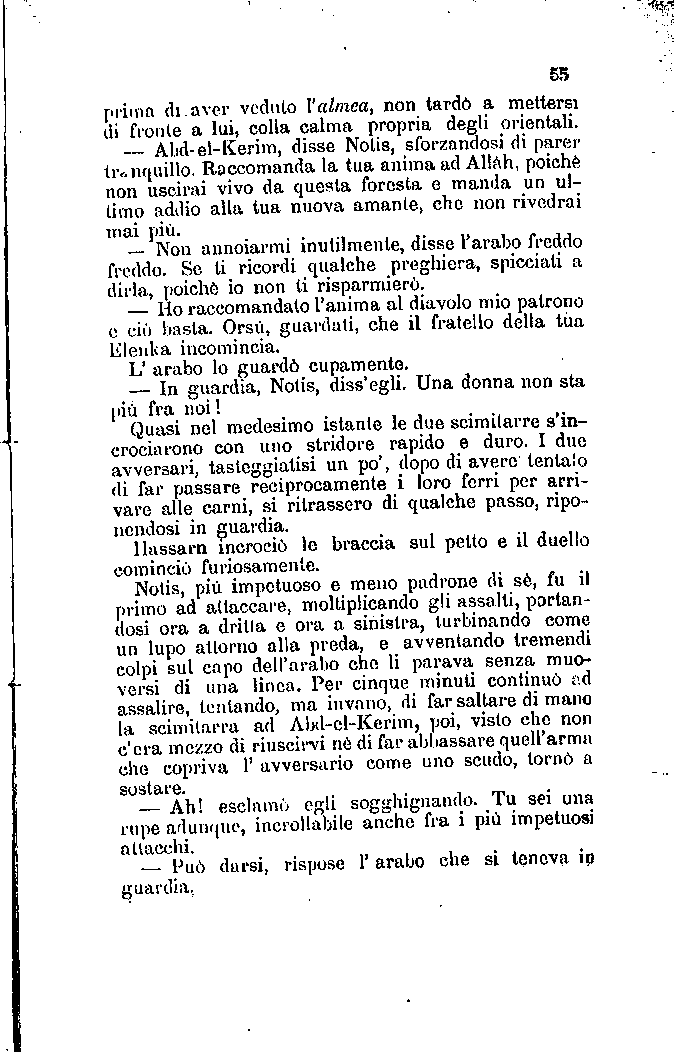 55
prima di aver veduto l'almea, non tardò a mettersi
di fronte a lui, colla calma propria degli orientali.
— Abd-el-Kerim, disse Notis, sforzandosi di parer
tranquillo. Raccomanda la tua anima ad Allàh, poichè
non uscirai vivo da questa foresta e manda un ul-
timo addio alla tua nuova amante, che non rivedrai
mai più.
— Non annoiarmi inutilmente, disse l'arabo freddo
freddo. Se ti ricordi qualche preghiera, spicciati a
dirla, poichè io non ti risparmierò.
— Ho raccomandato l'anima al diavolo mio patrono
e ciò basta. Orsù, guardati, che il fratello della tua
Elenka incomincia.
L' arabo lo guardò cupamente.
— In guardia, Notis, diss'egli. Una donna non sta
più fra noi!
Quasi nel medesimo istante le due scimitarre s'in-
crociarono con uno stridore rapido e duro. I due
avversari, tasteggiatisi un po', dopo di avere tentato
di far passare reciprocamente i loro ferri per arri-
vare alle carni, si ritrassero di qualche passo, ripo-
nendosi in guardia.
Hassarn incrociò le braccia sul petto e il duello
cominciò furiosamente.
Notis, più impetuoso e meno padrone di sè, fu il
primo ad attaccare, moltiplicando gli assalti, portan-
dosi ora a dritta e ora a sinistra, turbinando come
un lupo attorno alla preda, e avventando tremendi
colpi sul capo dell'arabo che li parava senza muo-
versi di una linea. Per cinque minuti continuò ad
assalire, tentando, ma invano, di far saltare di mano
la scimitarra ad Abd-el-Kerim, poi, visto che non
c'era mezzo di riuscirvi nè di far abbassare quell'arma
che copriva l' avversario come uno scudo, tornò a
sostare.
— Ah! esclamò egli sogghignando. Tu sei una
rupe adunque, incrollabile anche fra i più impetuosi
attacchi.
— Può darsi, rispose l' arabo che si teneva in
guardia.